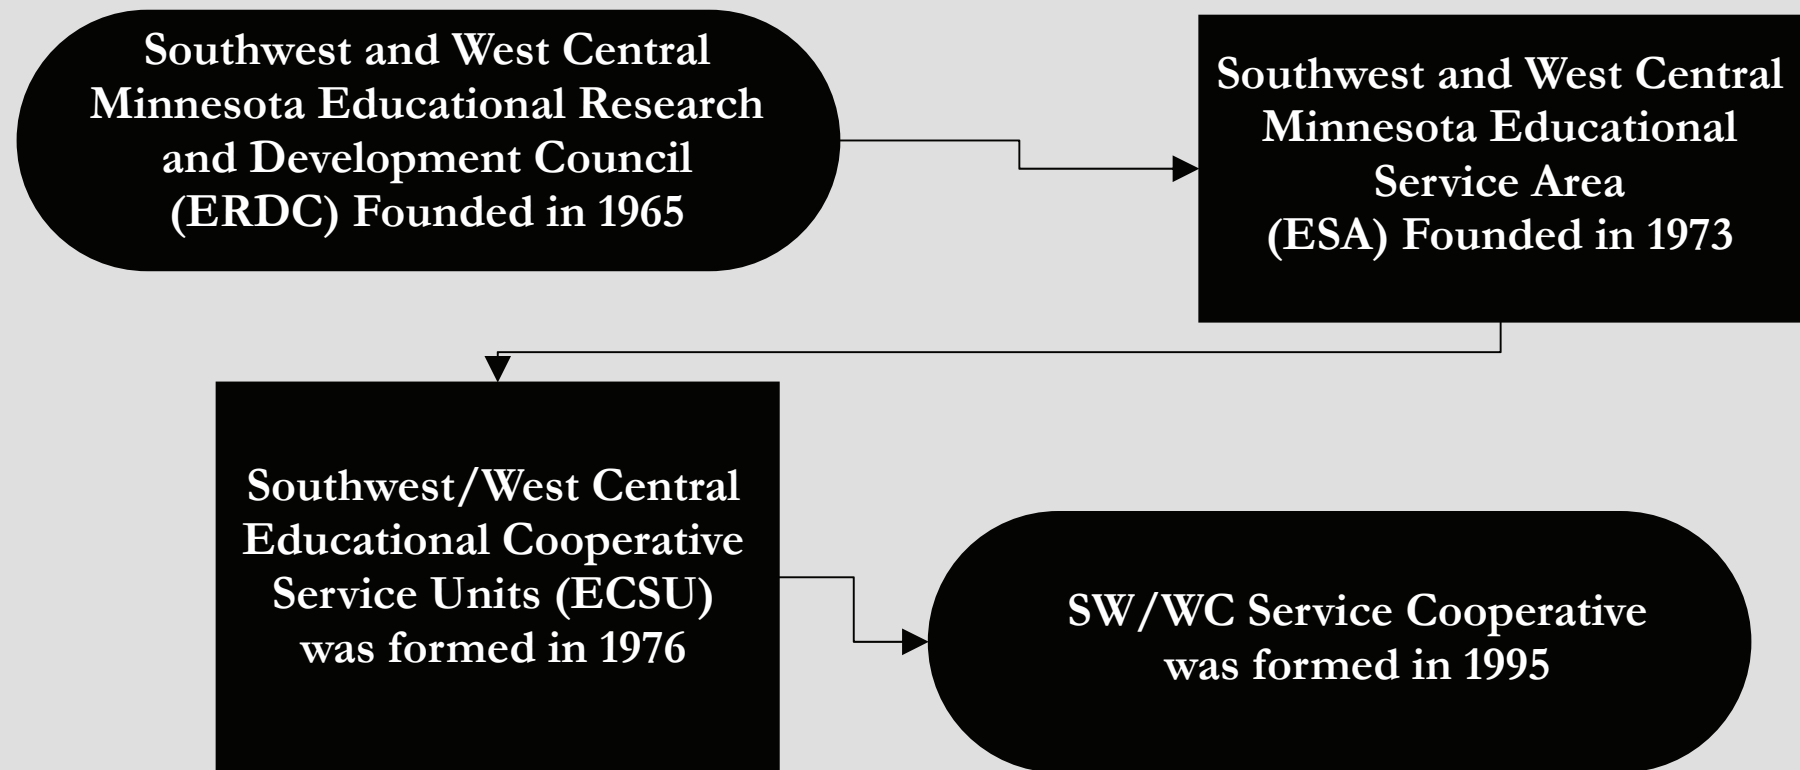 Southwest and West Central
Minnesota Educational Research
and Development Council
(ERDC) Founded in 1965
Southwest and West Central
Minnesota Educational
Service Area
(ESA) Founded in 1973
Southwest/West Central
Educational Cooperative
Service Units (ECSU)
was formed in 1976
SW/WC Service Cooperative
was formed in 1995